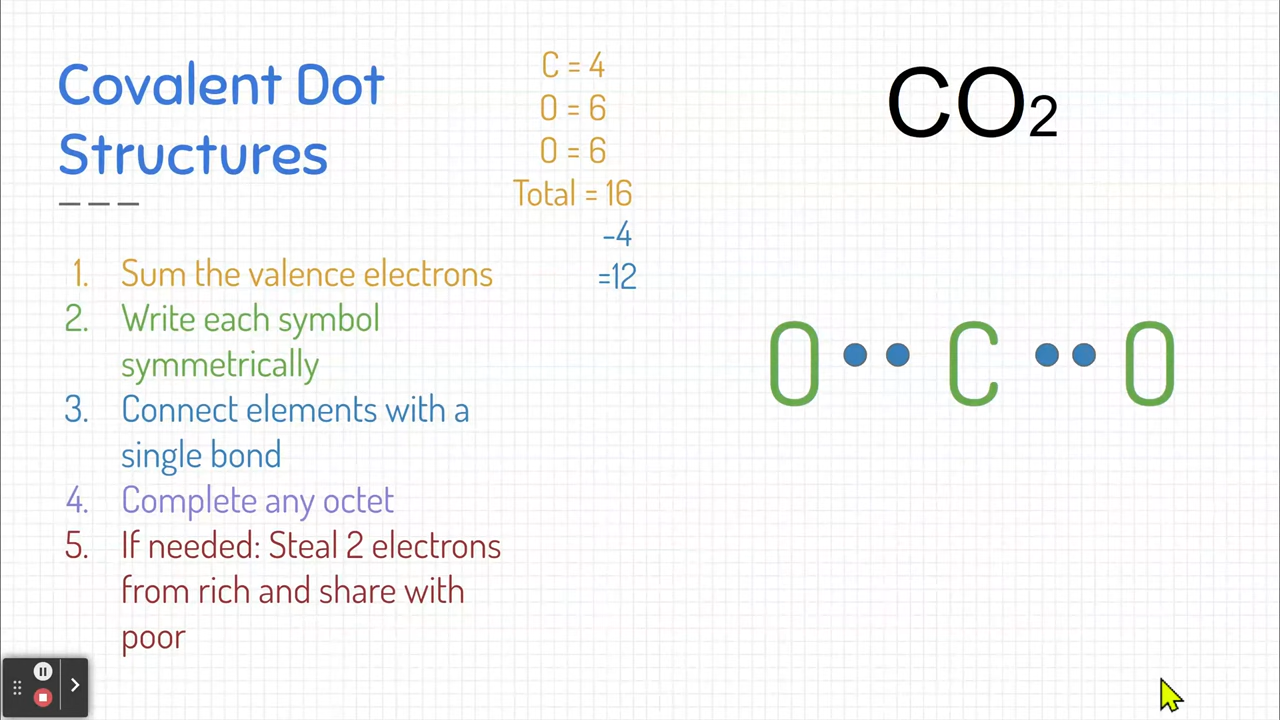 Covalent Dot
Structures
1. Sum the valence electrons
2. Write each symbol
symmetrically
3. Connect elements with a
single bond
4. Complete any octet
5. If needed: Steal 2 electrons
from rich and share with
poor
C = 4
O = 6
O = 6
Total = 16
-4
=12
CO2
O C O